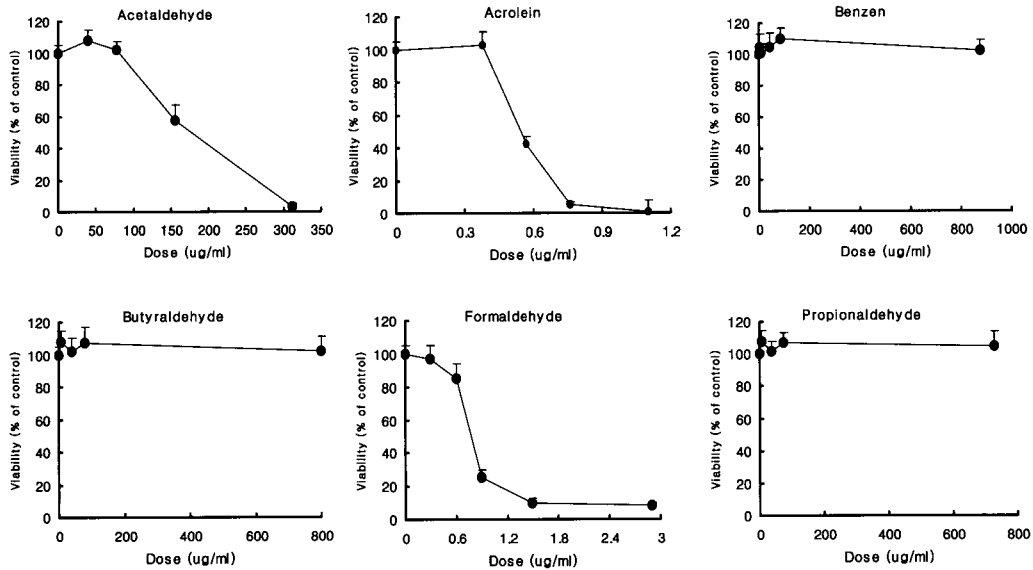 Acetaldehyde
Viability (% of control)
120
100
80
60
40
20
0
0 50 100 150 200 250 300 350
Dose (ug/ml)
Acrolein
Viability (% of control)
120
100
80
60
40
20
0
0 0.3 0.6 0.9 1.2
Dose (ug/ml)
Benzen
Viability (% of control)
120
100
80
60
40
20
0
0 200 400 600 800 1000
Dose (ug/ml)
Butyraldehyde
Viability (% of control)
120
100
80
60
40
20
0
0 200 400 600 800
Dose (ug/ml)
Formaldehyde
Viability (% of control)
120
100
80
60
40
20
0
0 0.6 1.2 1.8 2.4 3
Dose (ug/ml)
Propionaldehyde
Viability (% of control)
120
100
80
60
40
20
0
0 200 400 600 800
Dose (ug/ml)